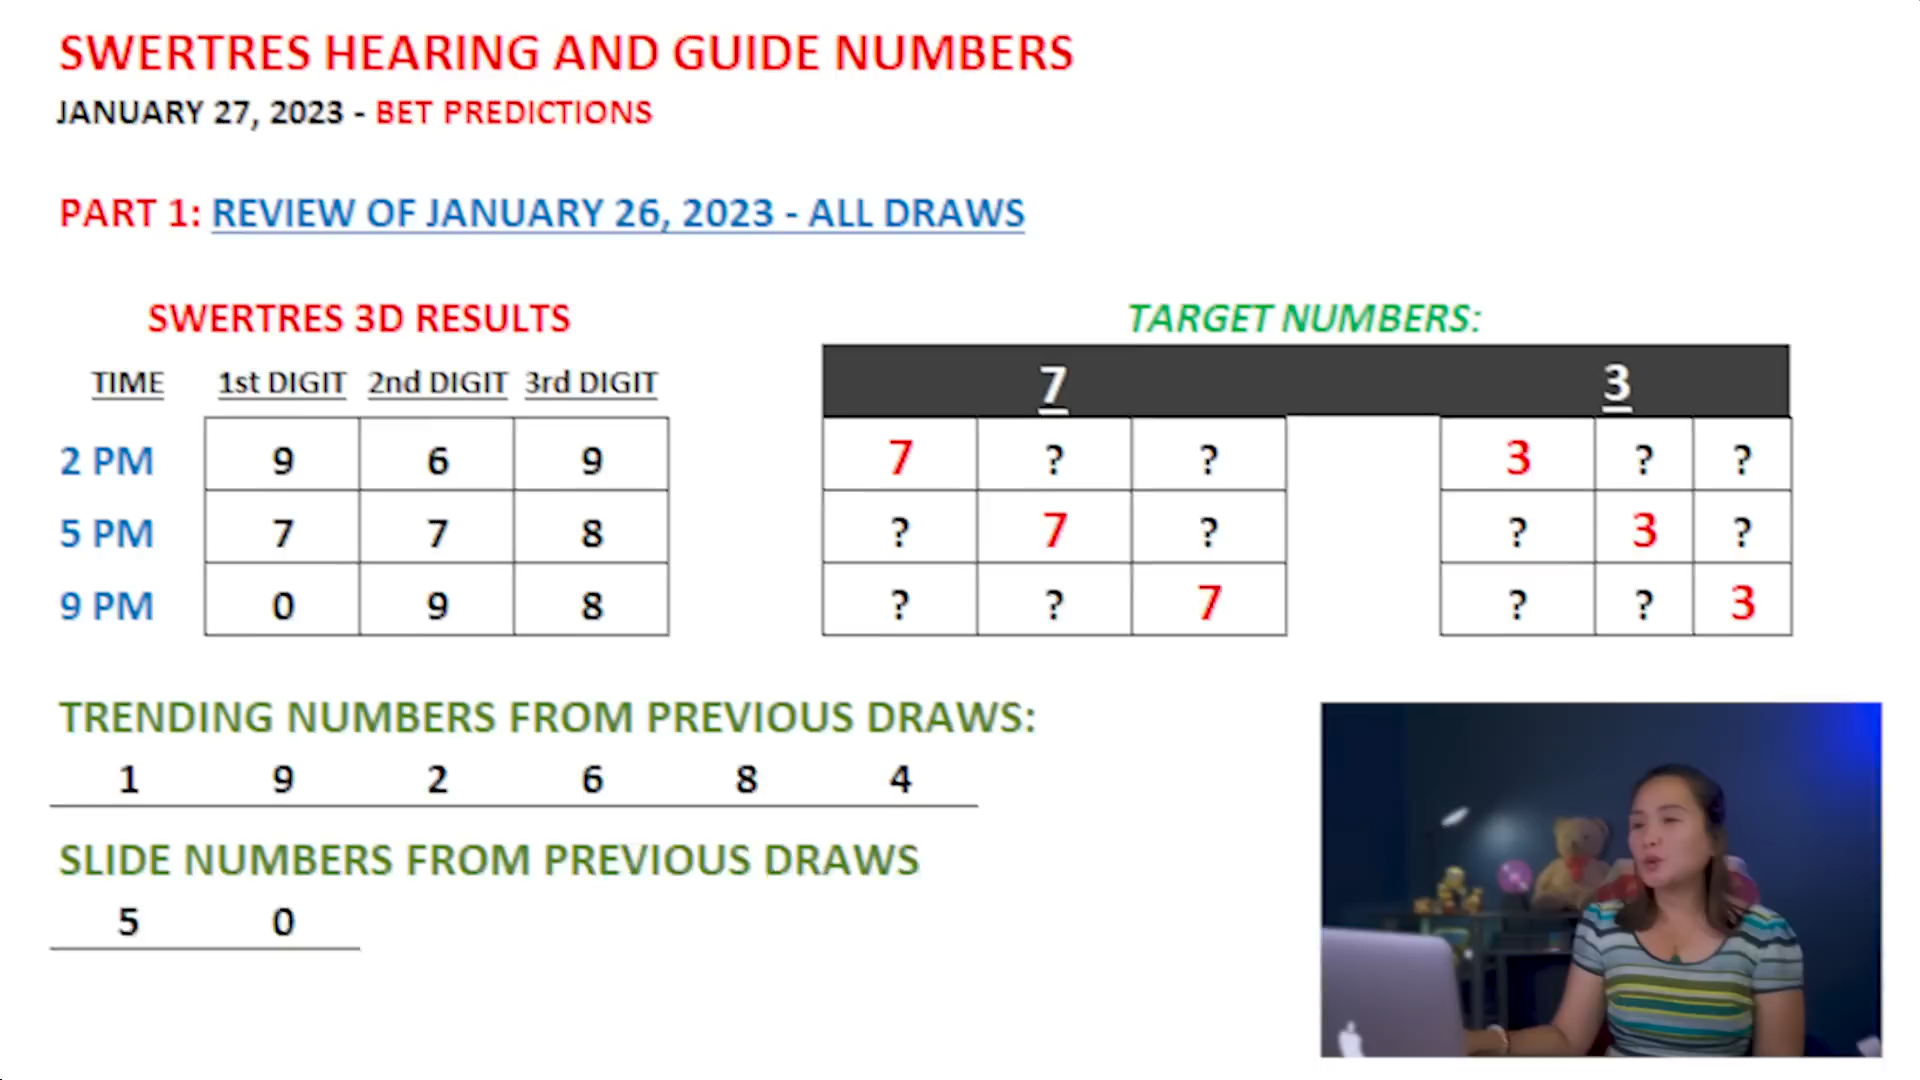 SWERTRES HEARING AND GUIDE NUMBERS
JANUARY 27, 2023 - BET PREDICTIONS
PART 1: REVIEW OF JANUARY 26, 2023 - ALL DRAWS
SWERTRES 3D RESULTS
TIME 1st DIGIT 2nd DIGIT 3rd DIGIT
2 PM 9 6 9
5 PM 7 7 8
9 PM 0 9 8
TARGET NUMBERS:
7 3
7 ? ? 3 ? ?
? 7 ? ? 3 ?
? ? 7 ? ? 3
TRENDING NUMBERS FROM PREVIOUS DRAWS:
1 9 2 6 8 4
SLIDE NUMBERS FROM PREVIOUS DRAWS
5 0